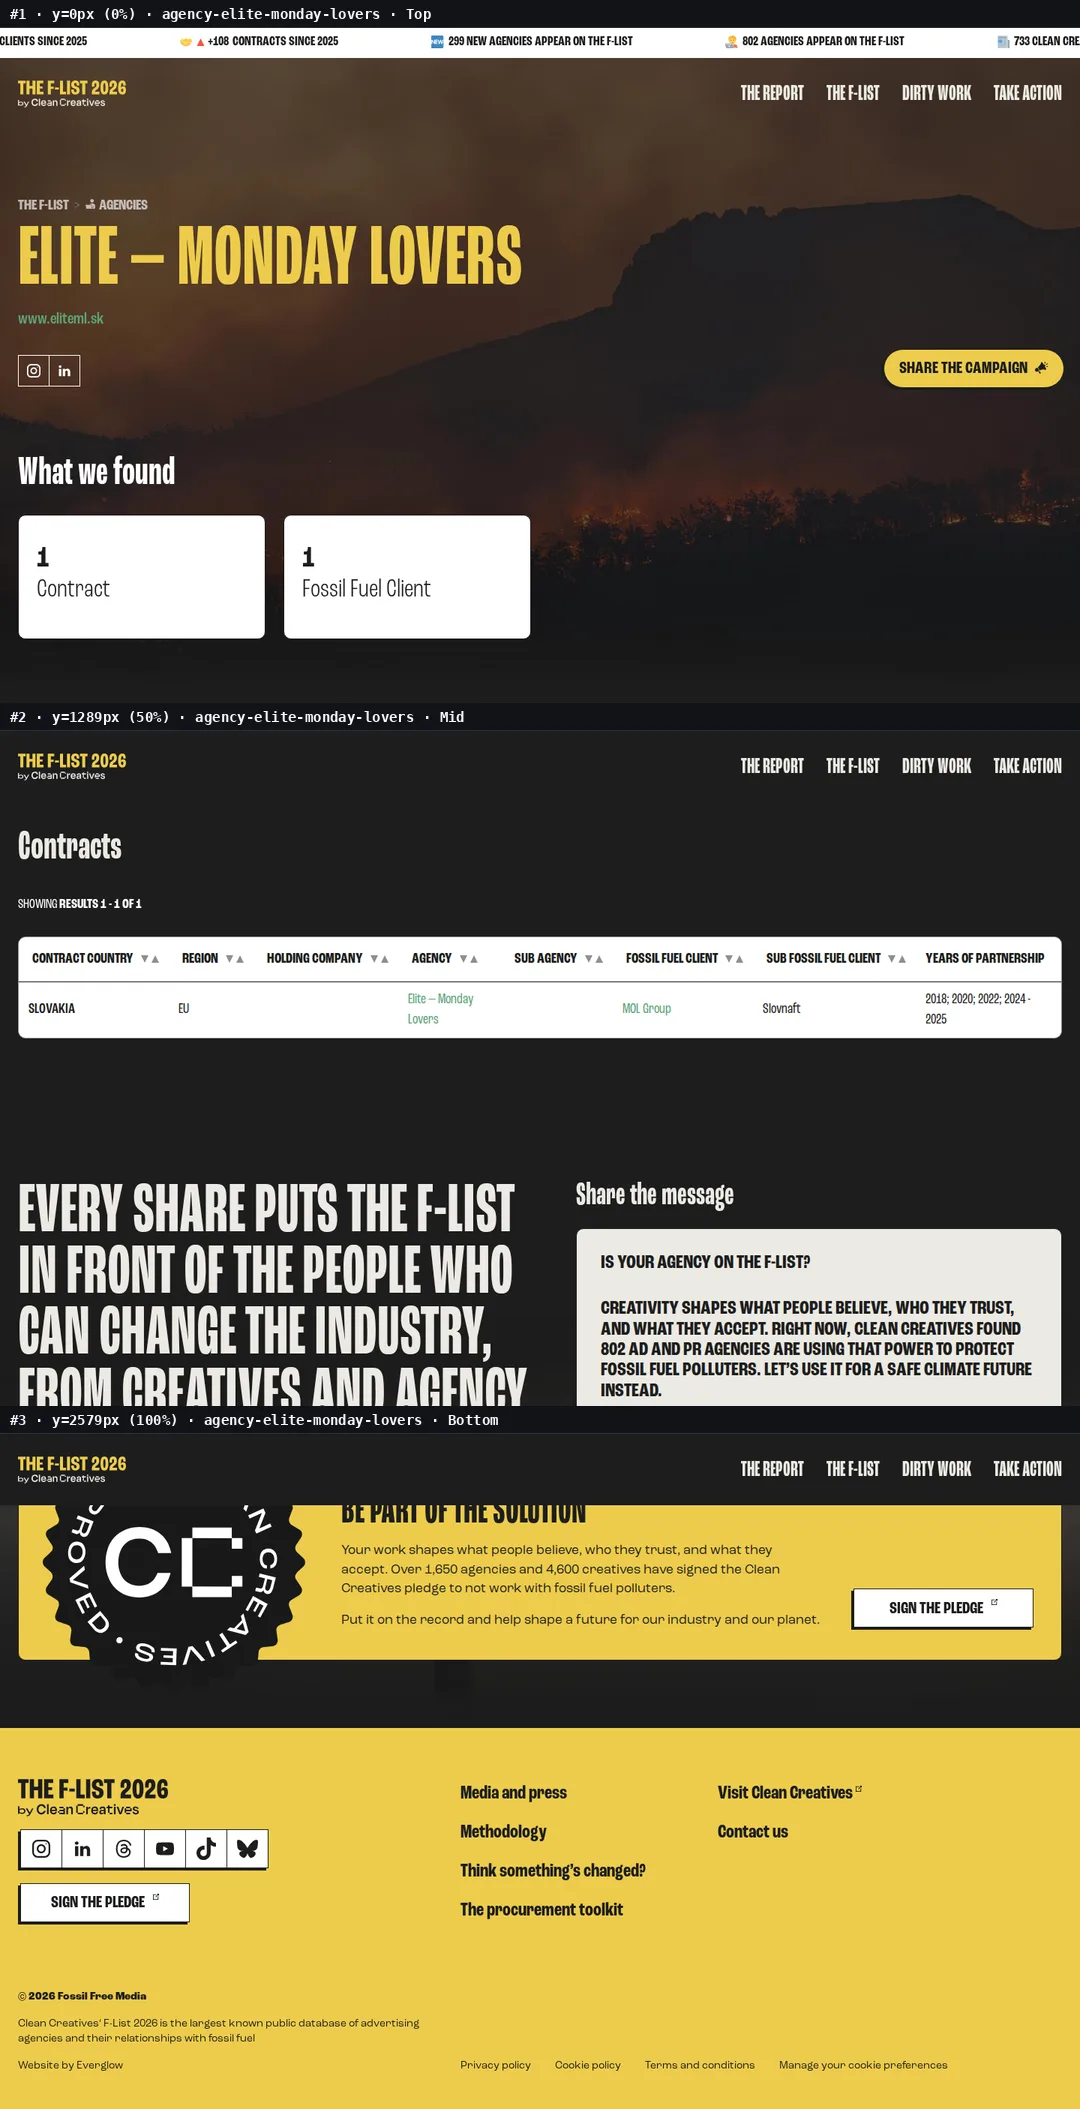 #1 · y=0px (0%) · agency-elite-monday-lovers · Top
CLIENTS SINCE 2025
+108 CONTRACTS SINCE 2025
NEW 299 NEW AGENCIES APPEAR ON THE F-LIST
802 AGENCIES APPEAR ON THE F-LIST
733 CLEAN CRE
THE F-LIST 2026
by Clean Creatives
THE REPORT THE F-LIST DIRTY WORK TAKE ACTION
THE F-LIST > AGENCIES
ELITE – MONDAY LOVERS
www.eliteml.sk
SHARE THE CAMPAIGN
What we found
1
Contract
1
Fossil Fuel Client
#2 · y=1289px (50%) · agency-elite-monday-lovers · Mid
THE F-LIST 2026
by Clean Creatives
THE REPORT THE F-LIST DIRTY WORK TAKE ACTION
Contracts
SHOWING RESULTS 1 - 1 OF 1
CONTRACT COUNTRY ▼▲ REGION ▼▲ HOLDING COMPANY ▼▲ AGENCY ▼▲ SUB AGENCY ▼▲ FOSSIL FUEL CLIENT ▼▲ SUB FOSSIL FUEL CLIENT ▼▲ YEARS OF PARTNERSHIP
SLOVAKIA EU Elite – Monday Lovers MOL Group Slovnaft 2018; 2020; 2022; 2024 - 2025
EVERY SHARE PUTS THE F-LIST
IN FRONT OF THE PEOPLE WHO
CAN CHANGE THE INDUSTRY,
FROM CREATIVES AND AGENCY
Share the message
IS YOUR AGENCY ON THE F-LIST?
CREATIVITY SHAPES WHAT PEOPLE BELIEVE, WHO THEY TRUST,
AND WHAT THEY ACCEPT. RIGHT NOW, CLEAN CREATIVES FOUND
802 AD AND PR AGENCIES ARE USING THAT POWER TO PROTECT
FOSSIL FUEL POLLUTERS. LET'S USE IT FOR A SAFE CLIMATE FUTURE
INSTEAD.
#3 · y=2579px (100%) · agency-elite-monday-lovers · Bottom
THE F-LIST 2026
by Clean Creatives
THE REPORT THE F-LIST DIRTY WORK TAKE ACTION
PROVED • CC N CREATIVES
BE PART OF THE SOLUTION
Your work shapes what people believe, who they trust, and what they
accept. Over 1,650 agencies and 4,600 creatives have signed the Clean
Creatives pledge to not work with fossil fuel polluters.
Put it on the record and help shape a future for our industry and our planet.
SIGN THE PLEDGE
THE F-LIST 2026
by Clean Creatives
SIGN THE PLEDGE
Media and press
Methodology
Think something's changed?
The procurement toolkit
Visit Clean Creatives
Contact us
© 2026 Fossil Free Media
Clean Creatives' F-List 2026 is the largest known public database of advertising
agencies and their relationships with fossil fuel
Website by Everglow
Privacy policy Cookie policy Terms and conditions Manage your cookie preferences